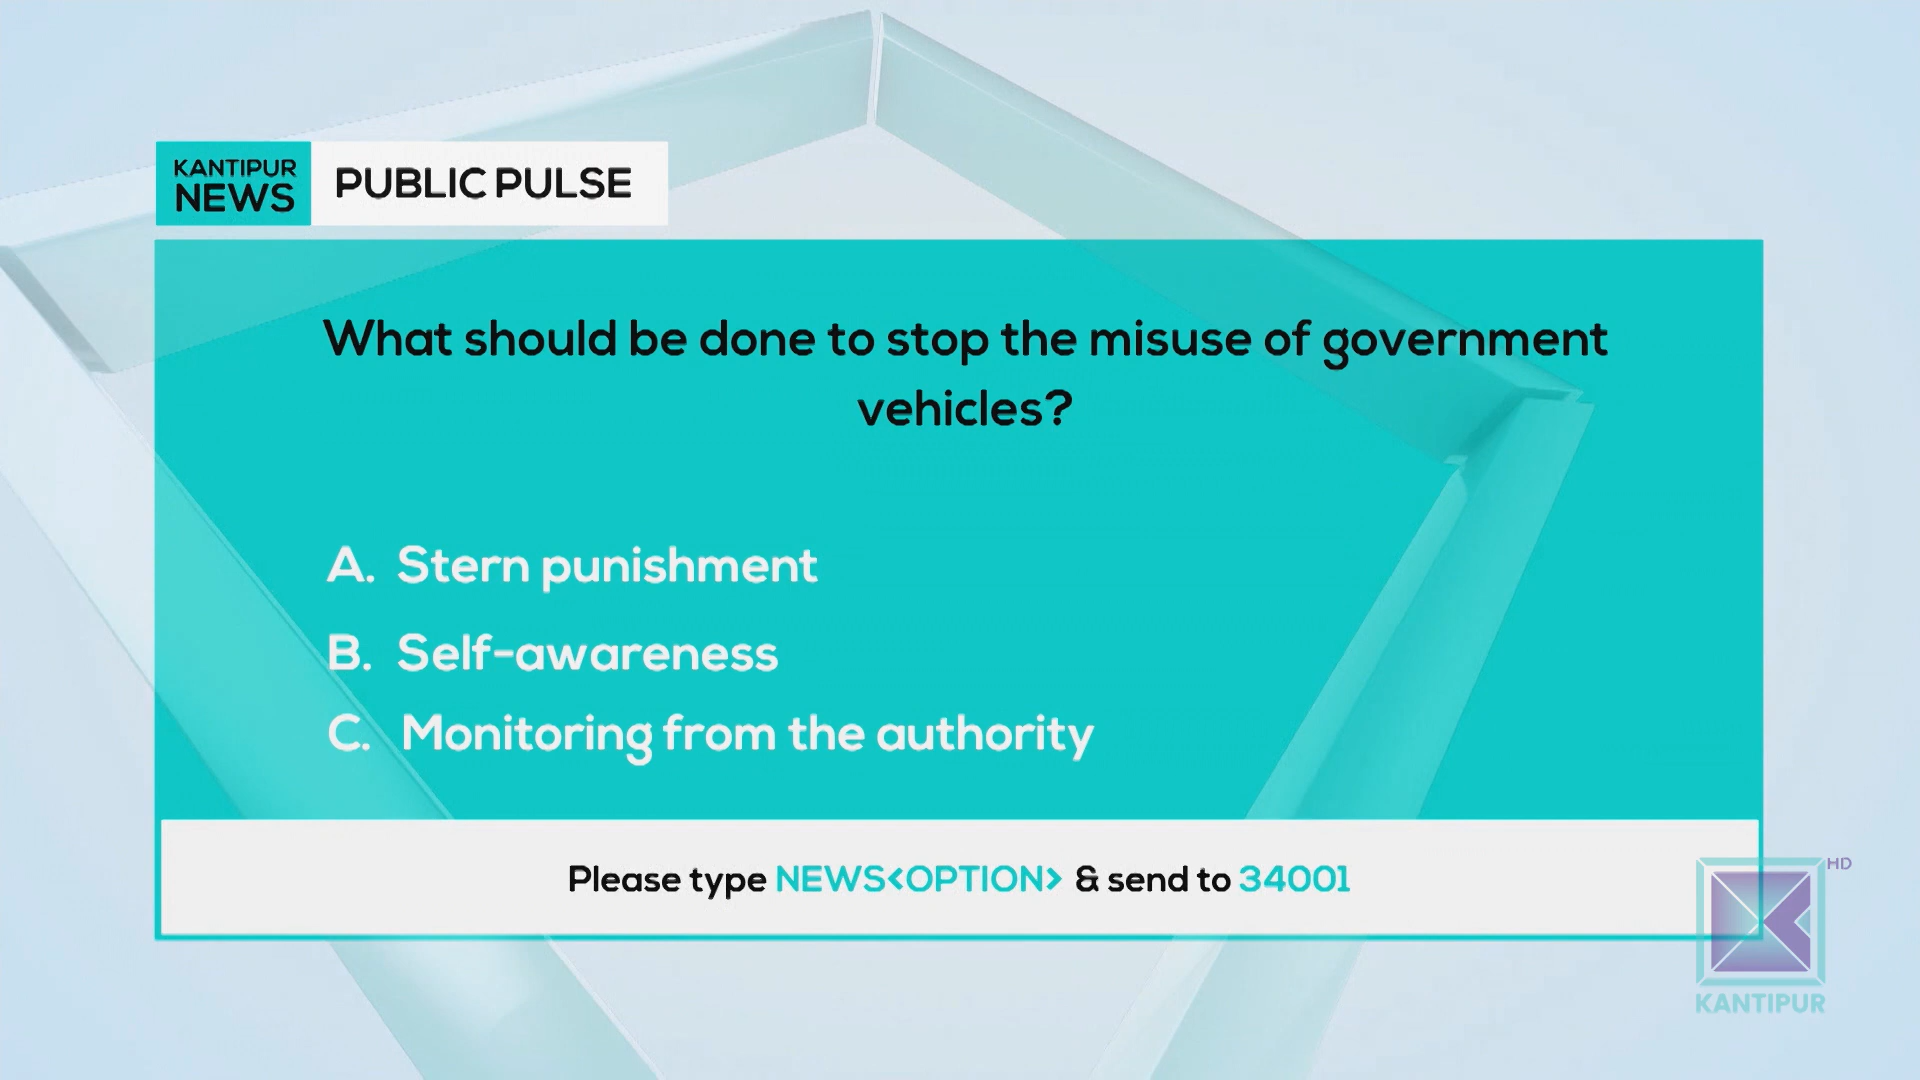 KANTIPUR
NEWS
PUBLIC PULSE
What should be done to stop the misuse of government
vehicles?
A. Stern punishment
B. Self-awareness
C. Monitoring from the authority
Please type NEWS<OPTION> & send to 34001
HD
KANTIPUR